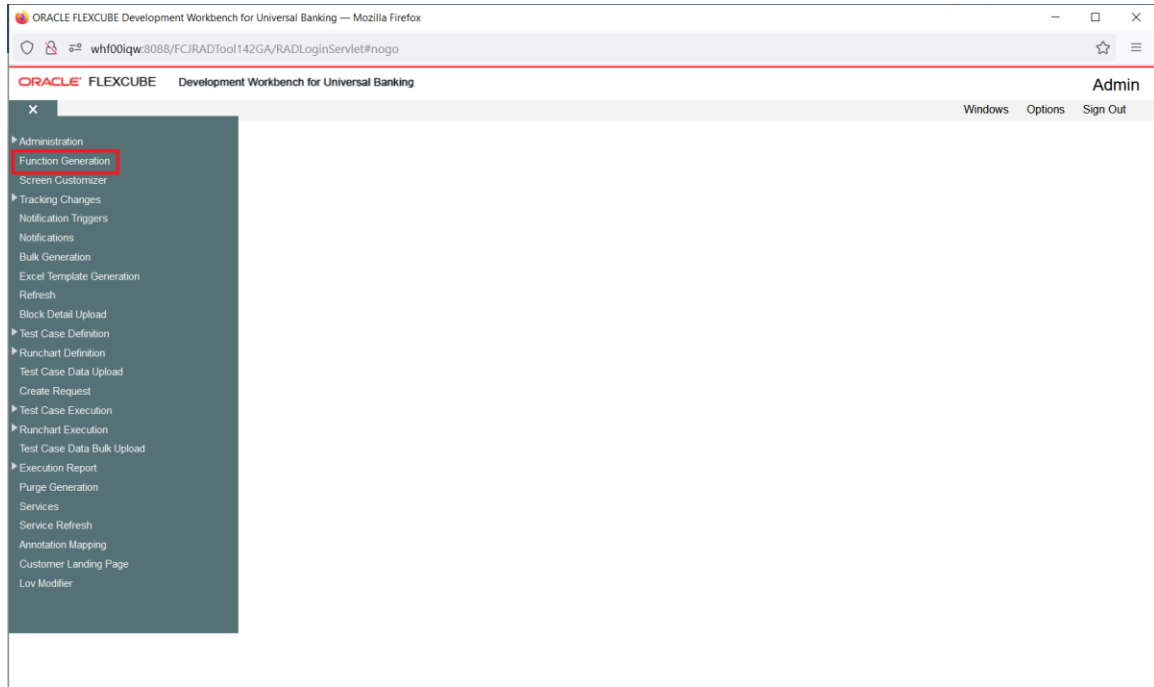 ORACLE FLEXCUBE Development Workbench for Universal Banking — Mozilla Firefox
whf00iqw:8088/FCJRADTool142GA/RADLoginServlet#nogo
ORACLE FLEXCUBE Development Workbench for Universal Banking
Admin
Windows Options Sign Out
Administration
Function Generation
Screen Customizer
Tracking Changes
Notification Triggers
Notifications
Bulk Generation
Excel Template Generation
Refresh
Block Detail Upload
Test Case Definition
Runchart Definition
Test Case Data Upload
Create Request
Test Case Execution
Runchart Execution
Test Case Data Bulk Upload
Execution Report
Purge Generation
Services
Service Refresh
Annotation Mapping
Customer Landing Page
Lov Modifier